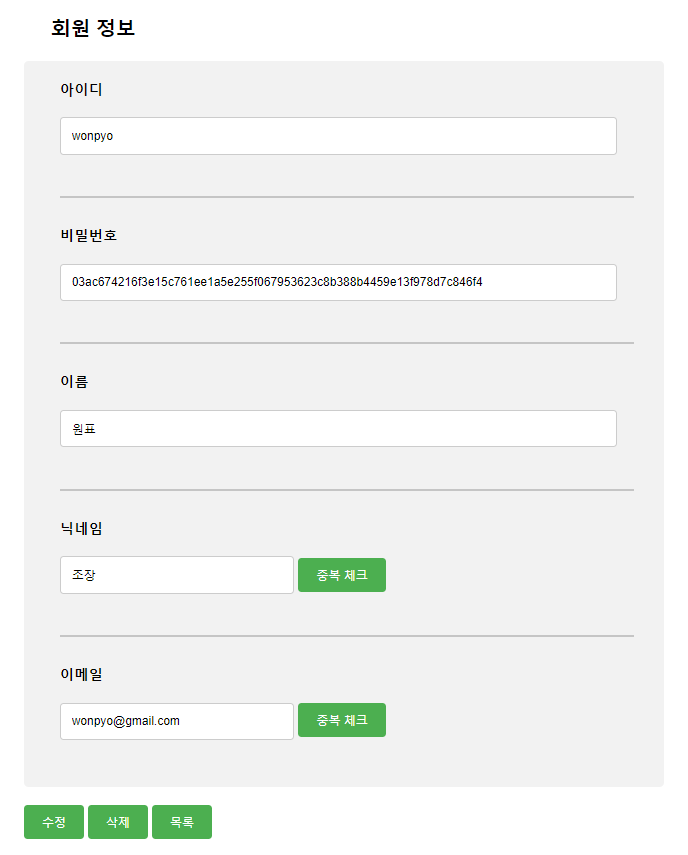 회원 정보
아이디
wonpyo
비밀번호
03ac674216f3e15c761ee1a5e255f067953623c8b388b4459e13f978d7c846f4
이름
원표
닉네임
조장 중복 체크
이메일
wonpyo@gmail.com 중복 체크
수정 삭제 목록